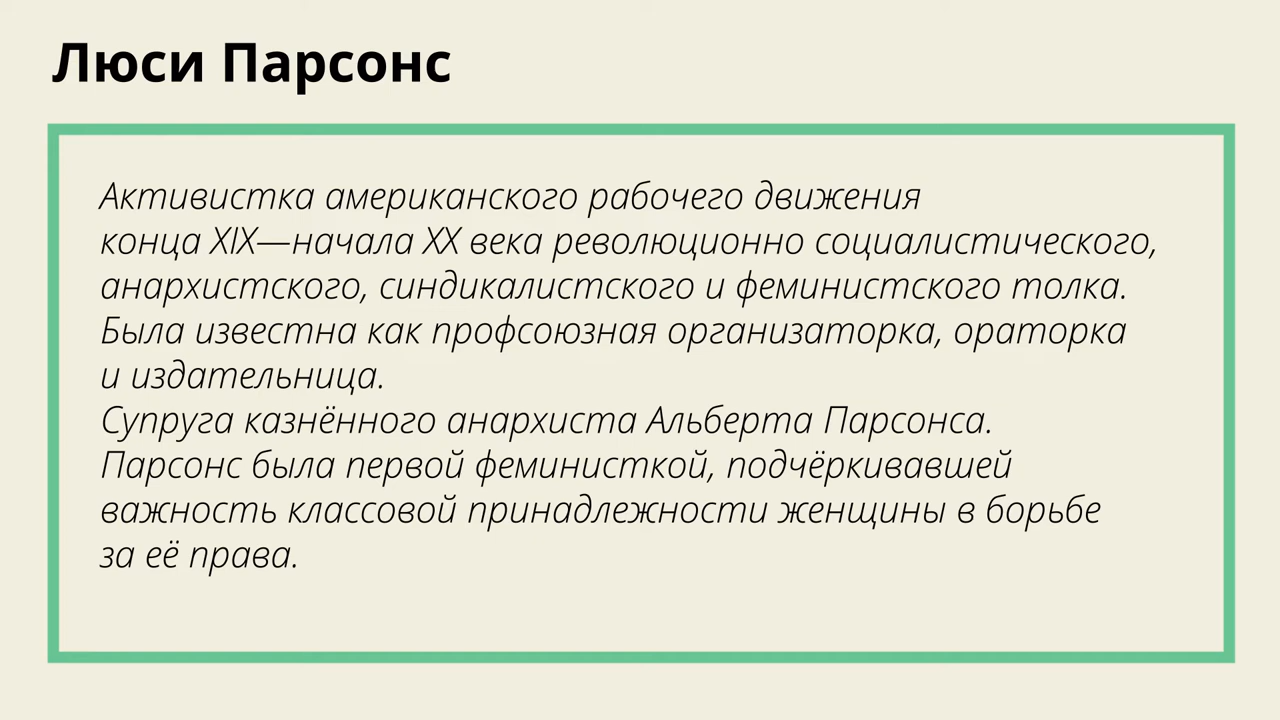 Люси Парсонс
Активистка американского рабочего движения
конца XIX—начала XX века революционно социалистического,
анархистского, синдикалистского и феминистского толка.
Была известна как профсоюзная организаторка, ораторка
и издательница.
Супруга казнённого анархиста Альберта Парсонса.
Парсонс была первой феминисткой, подчёркивавшей
важность классовой принадлежности женщины в борьбе
за её права.